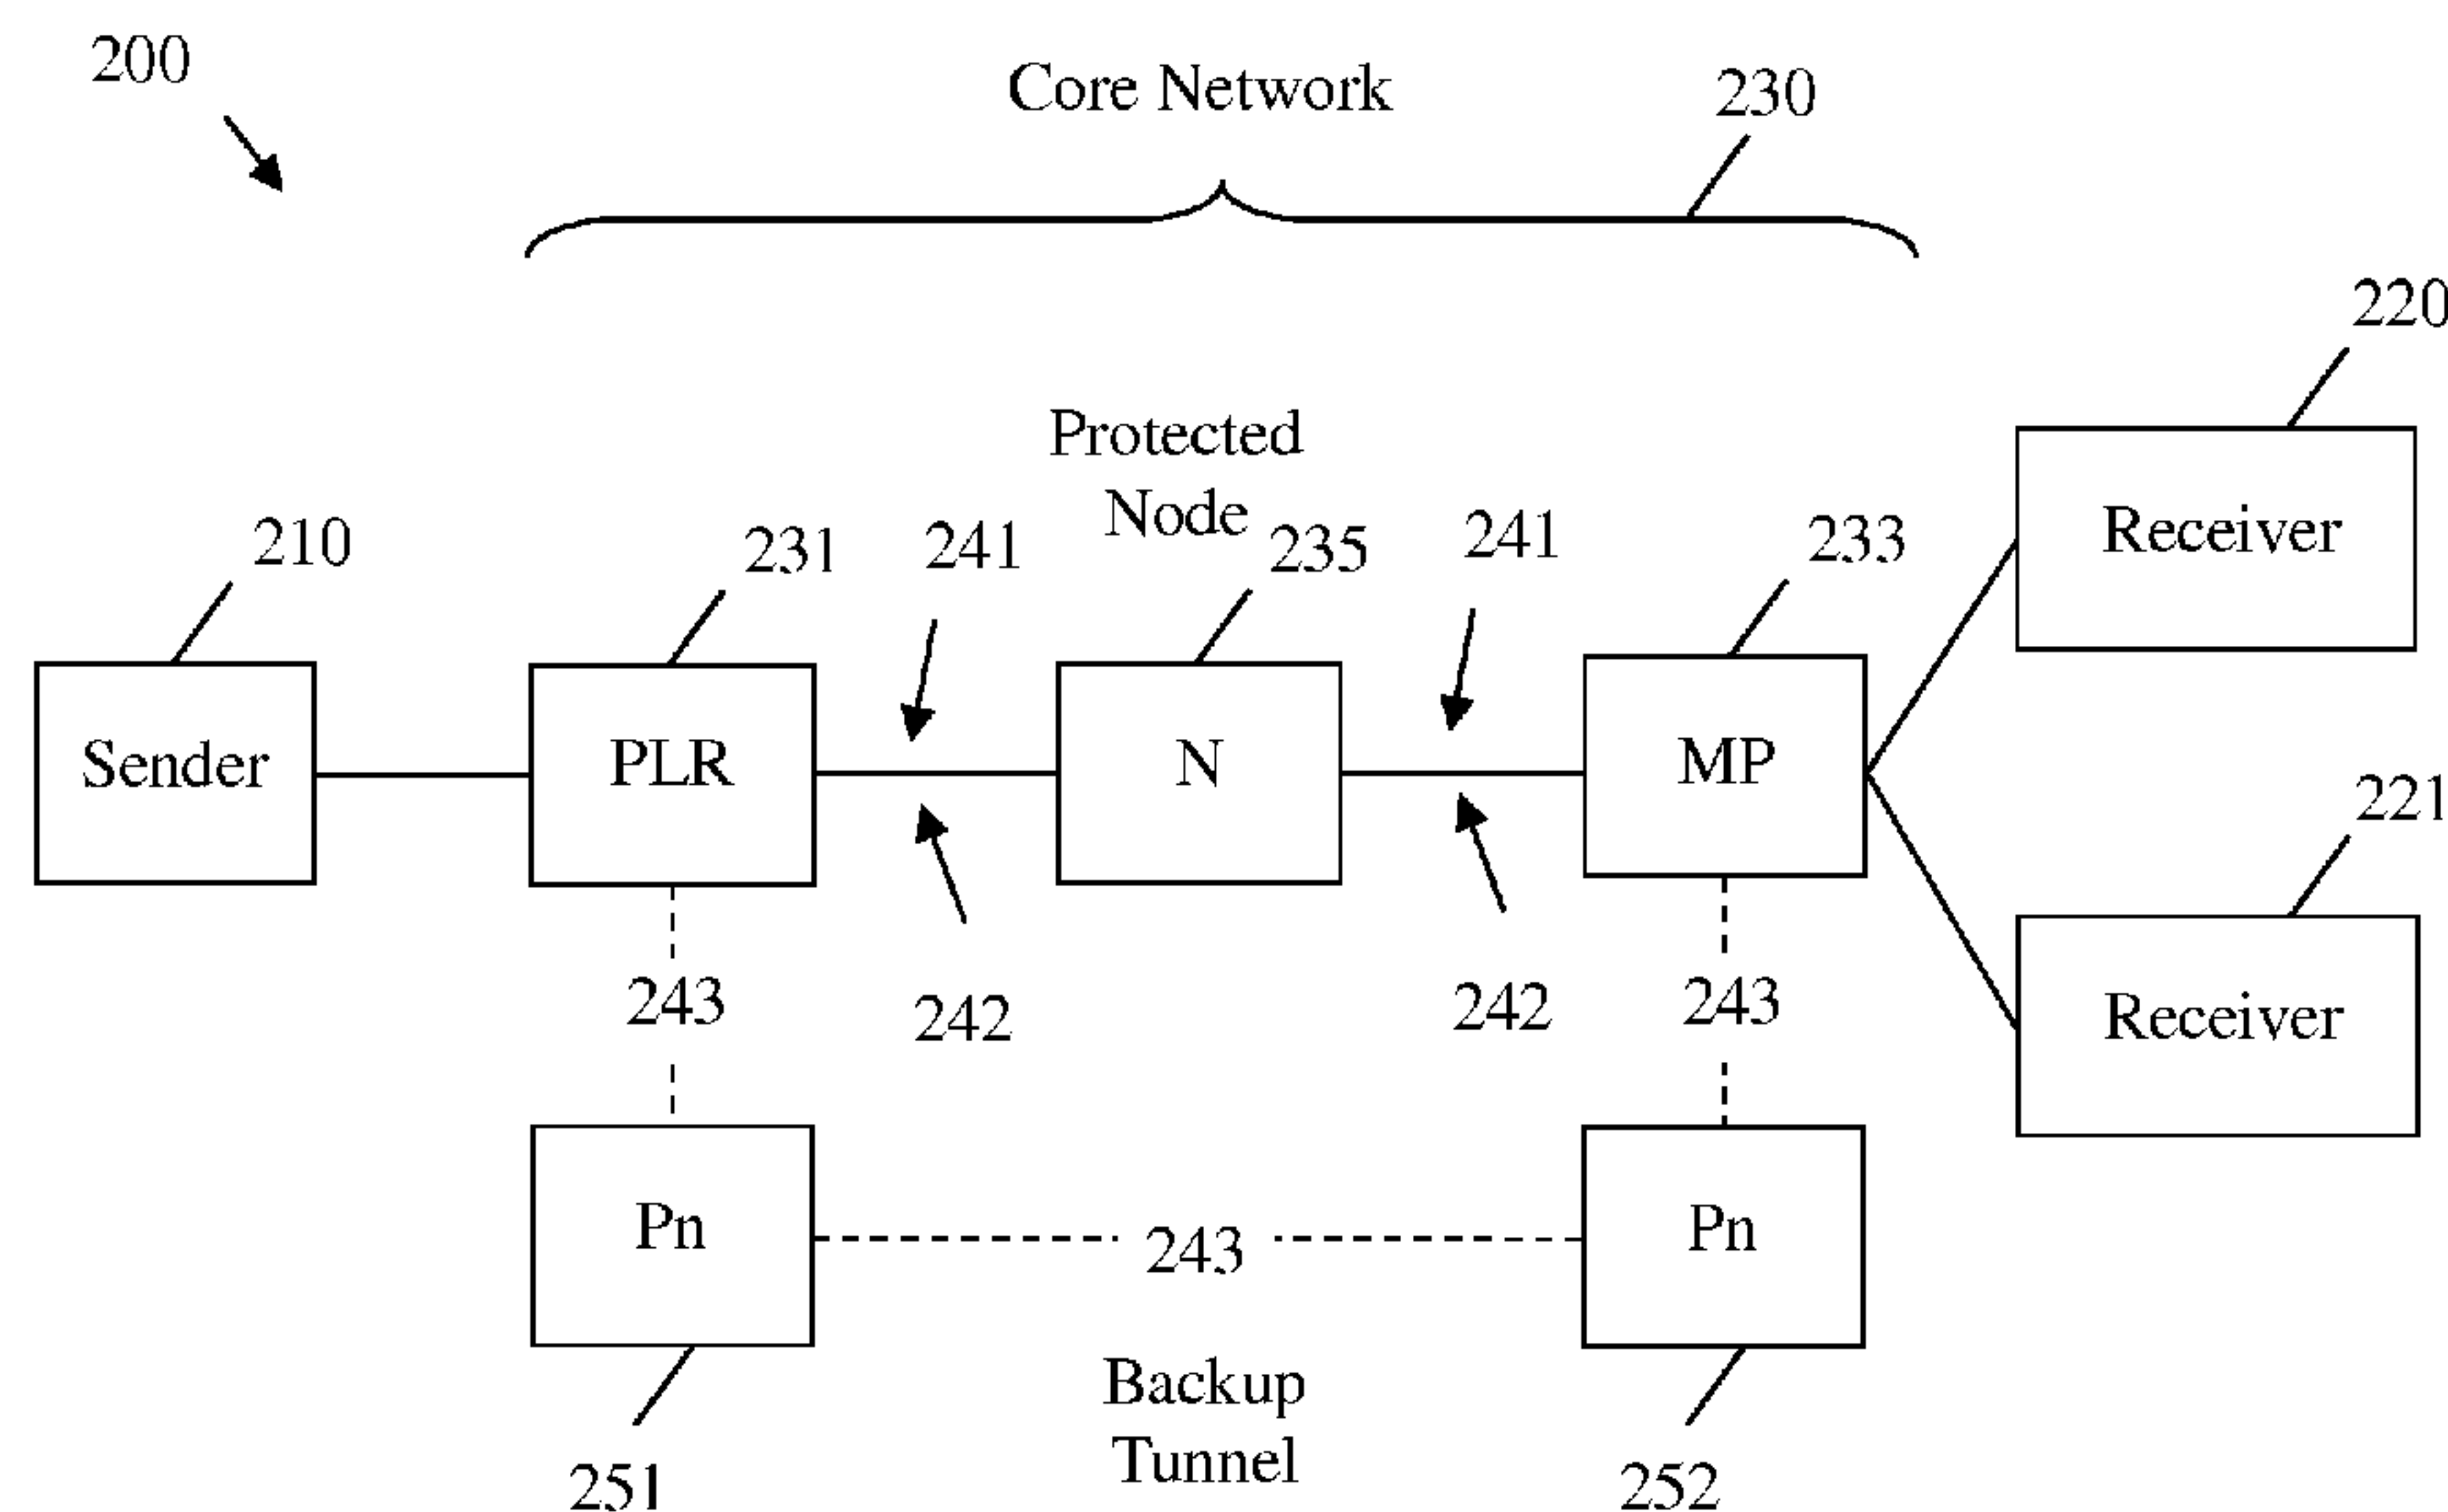 200
Core Network
230
220
Protected
Node
210
231
241
235
241
233
Receiver
Sender
PLR
N
MP
221
243
242
242
243
Receiver
Pn
243
Pn
Backup
Tunnel
251
252